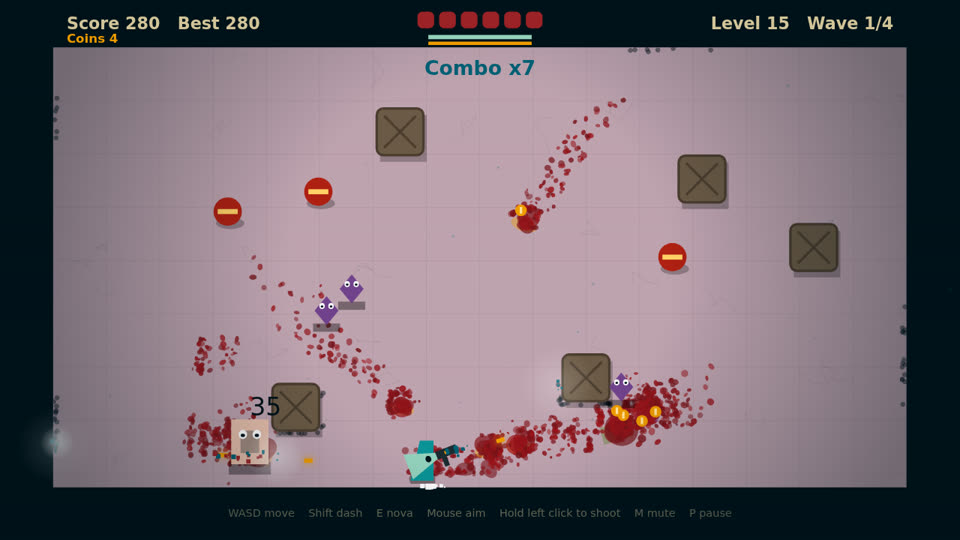 Score 280 Best 280
Coins 4
Level 15 Wave 1/4
Combo x7
35
WASD move Shift dash E nova Mouse aim Hold left click to shoot M mute P pause